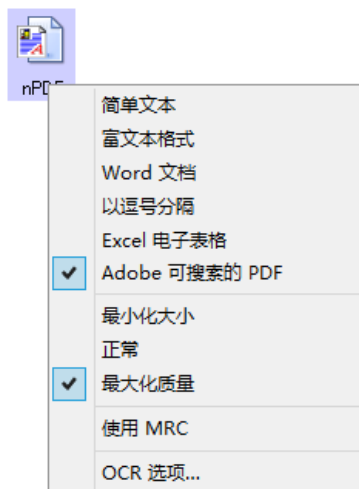 nPDF
简单文本
富文本格式
Word 文档
以逗号分隔
Excel 电子表格
Adobe 可搜索的 PDF
最小化大小
正常
最大化质量
使用 MRC
OCR 选项...